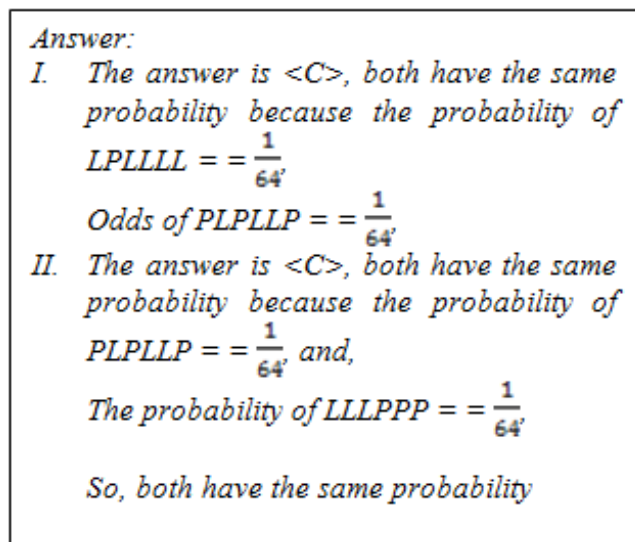 Answer:
I. The answer is <C>, both have the same
probability because the probability of
LPLLLL = = 1/64,
Odds of PLPLLP = = 1/64,
II. The answer is <C>, both have the same
probability because the probability of
PLPLLP = = 1/64, and,
The probability of LLLPPP = = 1/64,
So, both have the same probability